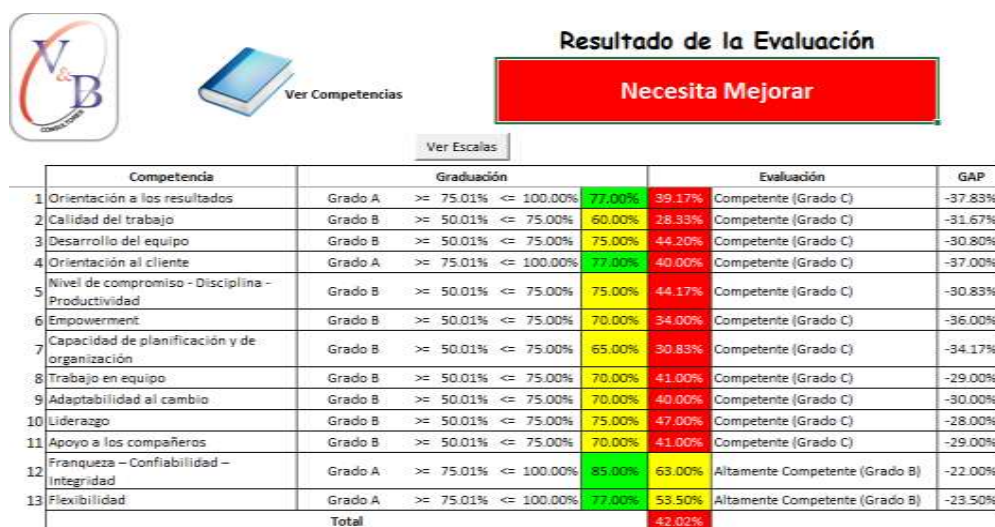 V&B
CONSULTORES
Ver Competencias
Resultado de la Evaluación
Necesita Mejorar
Ver Escalas
Competencia Graduación Evaluación GAP
1 Orientación a los resultados Grado A >= 75.01% <= 100.00% 77.00% 39.17% Competente (Grado C) -37.83%
2 Calidad del trabajo Grado B >= 50.01% <= 75.00% 60.00% 28.33% Competente (Grado C) -31.67%
3 Desarrollo del equipo Grado B >= 50.01% <= 75.00% 75.00% 44.20% Competente (Grado C) -30.80%
4 Orientación al cliente Grado A >= 75.01% <= 100.00% 77.00% 40.00% Competente (Grado C) -37.00%
5 Nivel de compromiso - Disciplina -
Productividad Grado B >= 50.01% <= 75.00% 75.00% 44.17% Competente (Grado C) -30.83%
6 Empowerment Grado B >= 50.01% <= 75.00% 70.00% 34.00% Competente (Grado C) -36.00%
7 Capacidad de planificación y de
organización Grado B >= 50.01% <= 75.00% 65.00% 30.83% Competente (Grado C) -34.17%
8 Trabajo en equipo Grado B >= 50.01% <= 75.00% 70.00% 41.00% Competente (Grado C) -29.00%
9 Adaptabilidad al cambio Grado B >= 50.01% <= 75.00% 70.00% 40.00% Competente (Grado C) -30.00%
10 Liderazgo Grado B >= 50.01% <= 75.00% 75.00% 47.00% Competente (Grado C) -28.00%
11 Apoyo a los compañeros Grado B >= 50.01% <= 75.00% 70.00% 41.00% Competente (Grado C) -29.00%
12 Franqueza – Confiabilidad –
Integridad Grado A >= 75.01% <= 100.00% 85.00% 63.00% Altamente Competente (Grado B) -22.00%
13 Flexibilidad Grado A >= 75.01% <= 100.00% 77.00% 53.50% Altamente Competente (Grado B) -23.50%
Total 42.02%